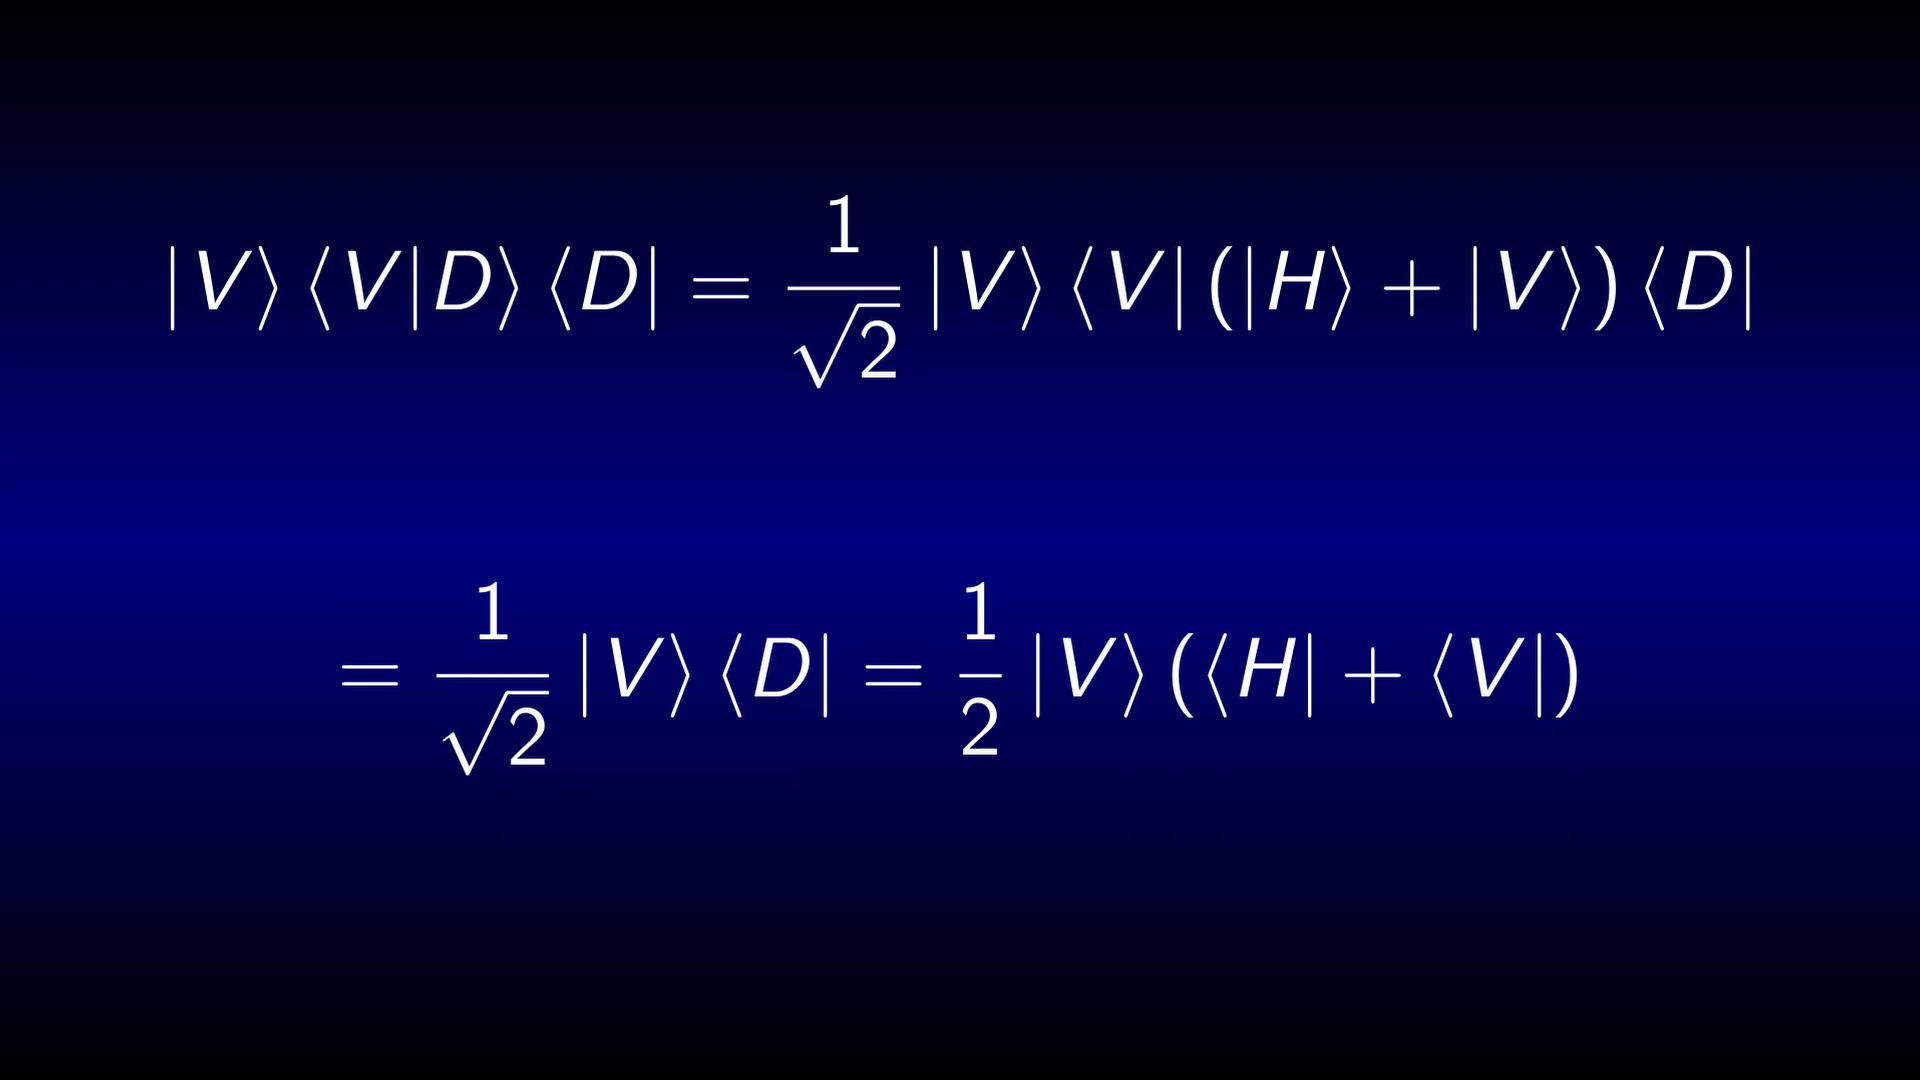 |V⟩ ⟨V|D⟩ ⟨D| = 1/√2 |V⟩ ⟨V| (|H⟩ + |V⟩) ⟨D|
= 1/√2 |V⟩ ⟨D| = 1/2 |V⟩ (⟨H| + ⟨V|)